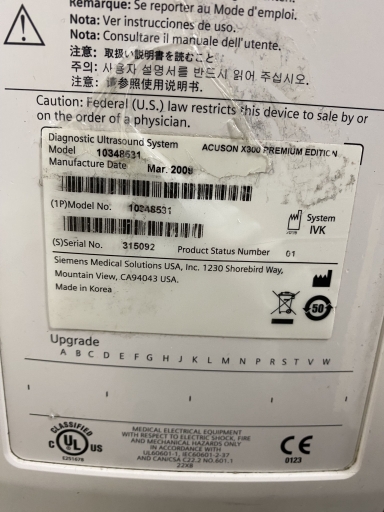 Remarque: Se reporter au Mode d'emploi.
Nota: Ver instrucciones de uso.
Nota: Consultare il manuale dell'utente.
注意: 取扱い説明書を読むこと
주의: 사용자 설명서를 반드시 읽어 주십시오.
注意: 请参照使用说明书.
Caution: Federal (U.S.) law restricts this device to sale by or
on the order of a physician.
Diagnostic Ultrasound System ACUSON X300 PREMIUM EDITION
Model 10348531
Manufacture Date Mar. 2009
(1P)Model No. 10348531
System
IVK
(S)Serial No. 315092 Product Status Number 01
Siemens Medical Solutions USA, Inc. 1230 Shorebird Way,
Mountain View, CA94043 USA.
Made in Korea
50
Upgrade
A B C D E F G H J K L M N P R S T V W
CLASSIFIED
C UL US
MEDICAL ELECTRICAL EQUIPMENT
WITH RESPECT TO ELECTRIC SHOCK, FIRE
AND MECHANICAL HAZARDS ONLY
IN ACCORDANCE WITH
UL60601-1, IEC60601-2-37
AND CAN/CSA C22.2 NO.601.1
22X8
CE
0123